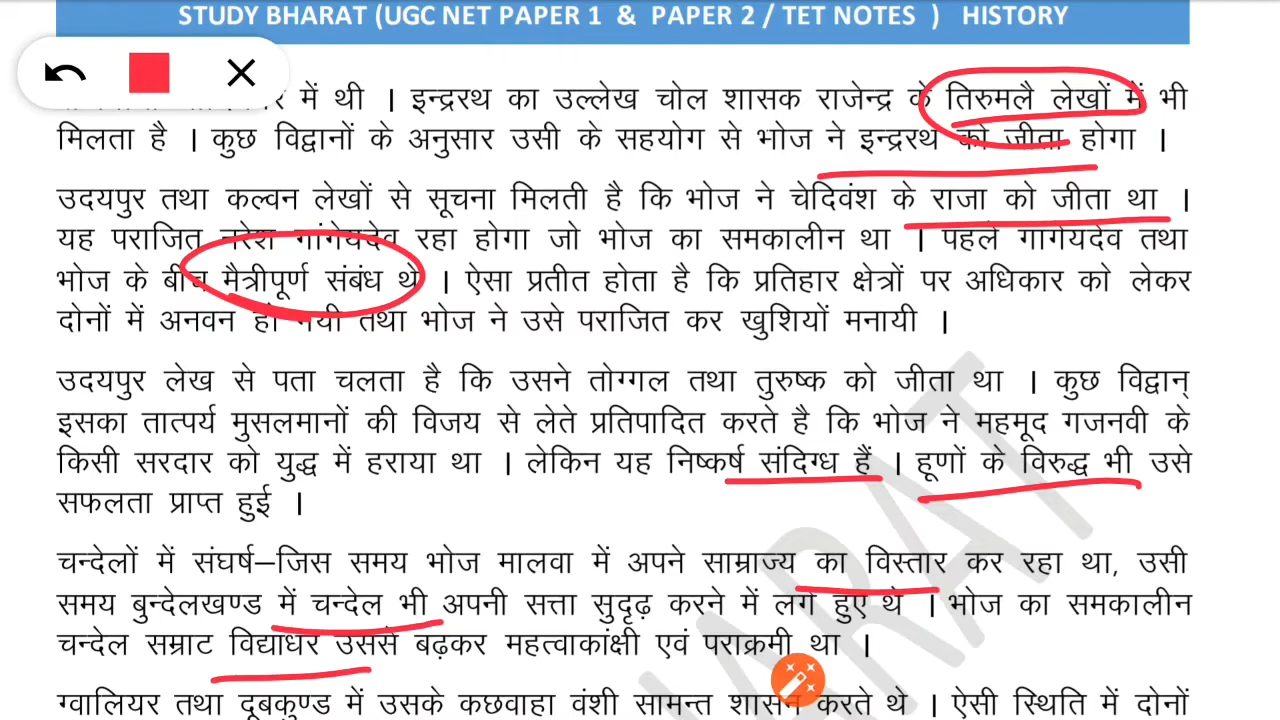 STUDY BHARAT (UGC NET PAPER 1 & PAPER 2 / TET NOTES ) HISTORY
में थी । इन्द्ररथ का उल्लेख चोल शासक राजेन्द्र के तिरुमलै लेखों में भी
मिलता है । कुछ विद्वानों के अनुसार उसी के सहयोग से भोज ने इन्द्ररथ को जीता होगा ।
उदयपुर तथा कल्वन लेखों से सूचना मिलती है कि भोज ने चेदिवंश के राजा को जीता था ।
यह पराजित नरेश गांगेयदेव रहा होगा जो भोज का समकालीन था । पहले गांगेयदेव तथा
भोज के बीच मैत्रीपूर्ण संबंध थे । ऐसा प्रतीत होता है कि प्रतिहार क्षेत्रों पर अधिकार को लेकर
दोनों में अनवन हो गयी तथा भोज ने उसे पराजित कर खुशियों मनायी ।
उदयपुर लेख से पता चलता है कि उसने तोग्गल तथा तुरुष्क को जीता था । कुछ विद्वान्
इसका तात्पर्य मुसलमानों की विजय से लेते प्रतिपादित करते है कि भोज ने महमूद गजनवी के
किसी सरदार को युद्ध में हराया था । लेकिन यह निष्कर्ष संदिग्ध हैं । हूणों के विरुद्ध भी उसे
सफलता प्राप्त हुई ।
चन्देलों में संघर्ष–जिस समय भोज मालवा में अपने साम्राज्य का विस्तार कर रहा था, उसी
समय बुन्देलखण्ड में चन्देल भी अपनी सत्ता सुदृढ़ करने में लगे हुए थे । भोज का समकालीन
चन्देल सम्राट विद्याधर उससे बढ़कर महत्वाकांक्षी एवं पराक्रमी था ।
ग्वालियर तथा दूबकुण्ड में उसके कछवाहा वंशी सामन्त शासन करते थे । ऐसी स्थिति में दोनों